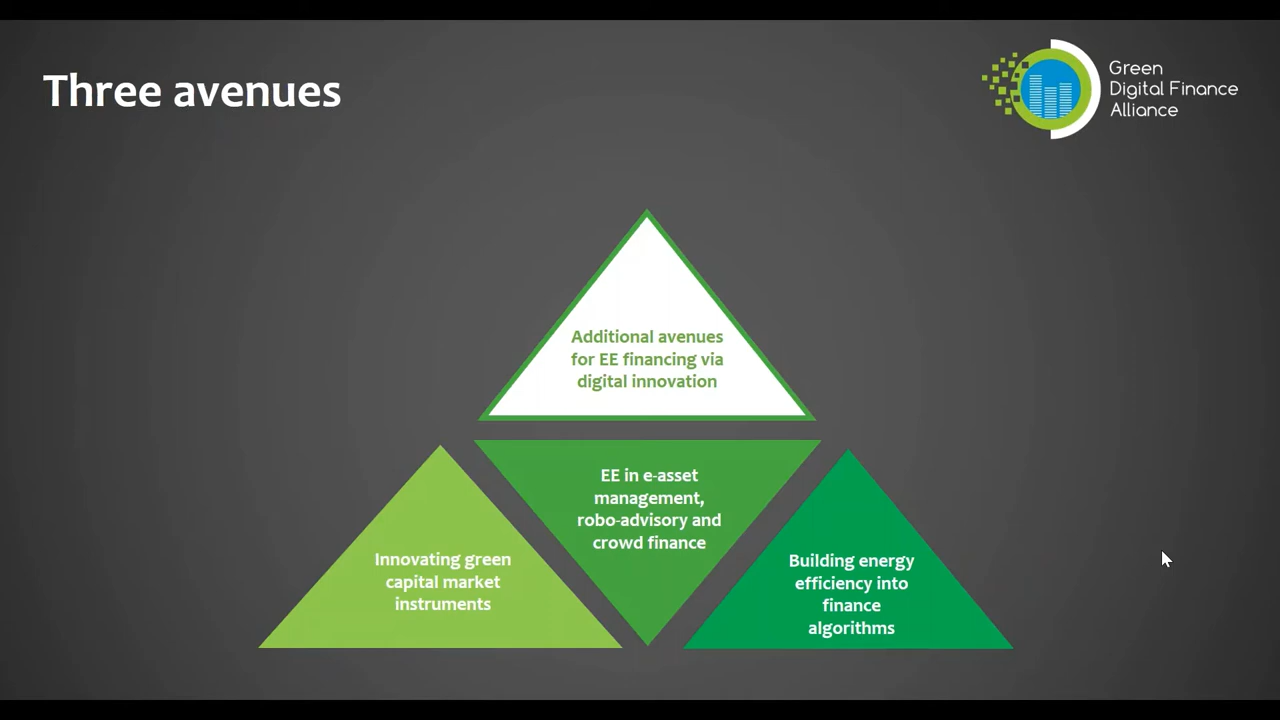 Three avenues
Green
Digital Finance
Alliance
Additional avenues
for EE financing via
digital innovation
EE in e-asset
management,
robo-advisory and
crowd finance
Innovating green
capital market
instruments
Building energy
efficiency into
finance
algorithms